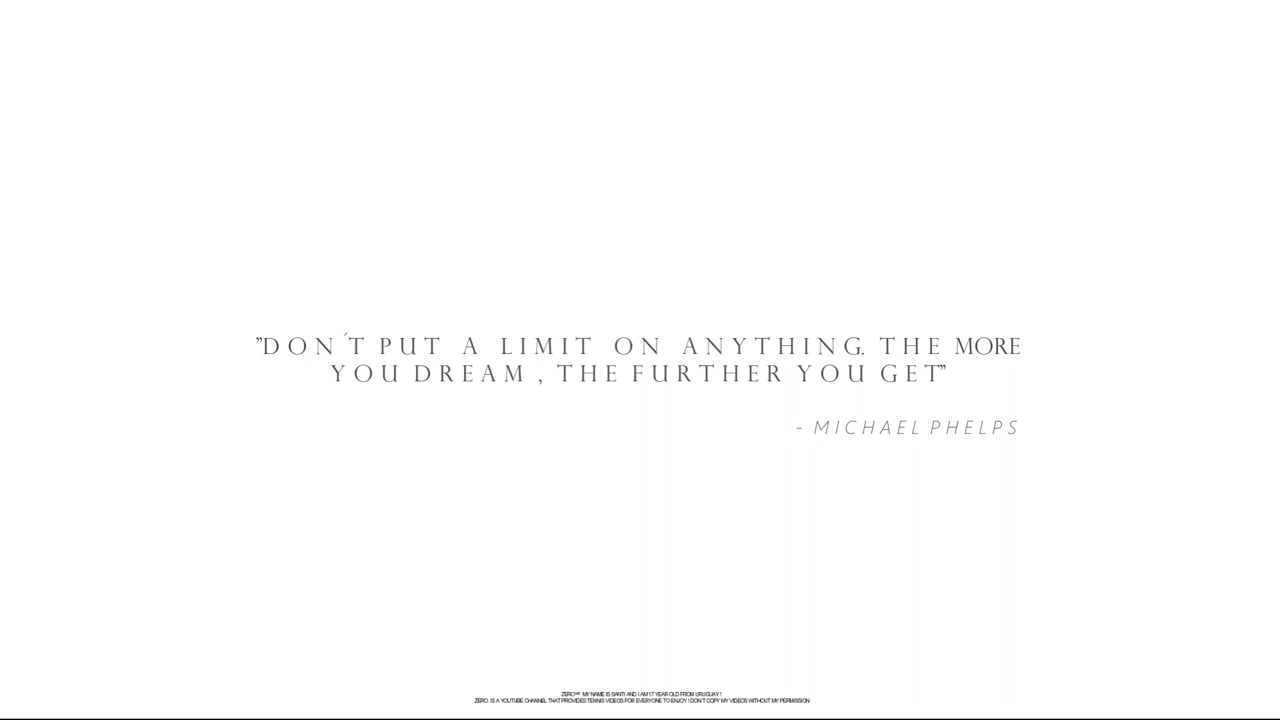 "DON´T PUT A LIMIT ON ANYTHING. THE MORE
YOU DREAM , THE FURTHER YOU GET"
- MICHAEL PHELPS
ZEROᴴᴰ MY NAME IS SANTI AND I AM 17 YEAR OLD FROM URUGUAY !
ZERO. IS A YOUTUBE CHANNEL THAT PROVIDES TENNIS VIDEOS FOR EVERYONE TO ENJOY ! DON´T COPY MY VIDEOS WITHOUT MY PERMISSION